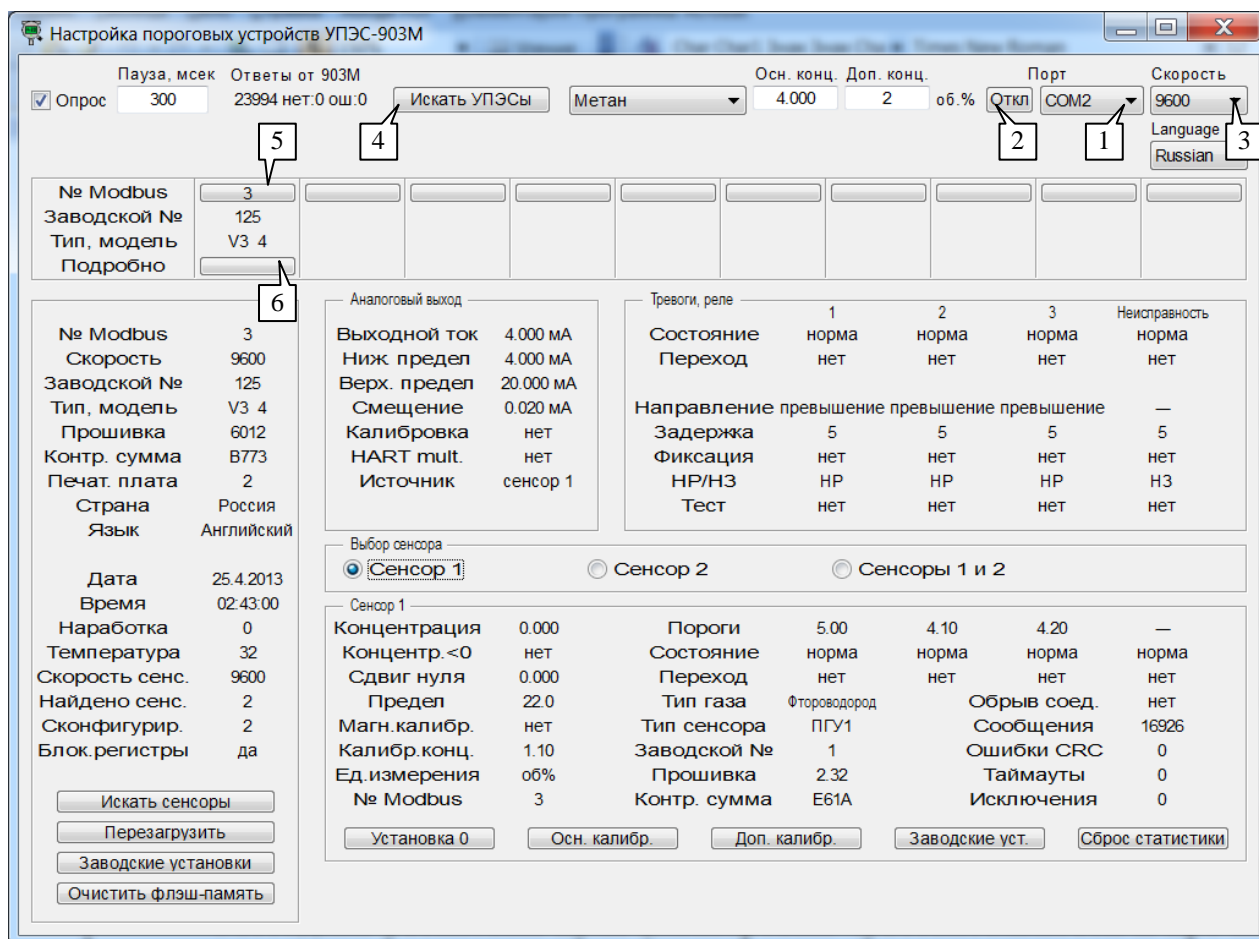 Настройка пороговых устройств УПЭС-903М
Пауза, мсек Ответы от 903М Осн. конц. Доп. конц. Порт Скорость
Опрос 300 23994 нет:0 ош:0 Искать УПЭСы Метан 4.000 2 об.% Откл COM2 9600
Language
Russian
5 4 2 1 3
№ Modbus 3
Заводской № 125
Тип, модель V3 4
Подробно
6
№ Modbus 3
Скорость 9600
Заводской № 125
Тип, модель V3 4
Прошивка 6012
Контр. сумма B773
Печат. плата 2
Страна Россия
Язык Английский
Дата 25.4.2013
Время 02:43:00
Наработка 0
Температура 32
Скорость сенс. 9600
Найдено сенс. 2
Сконфигурир. 2
Блок.регистры да
Искать сенсоры
Перезагрузить
Заводские установки
Очистить флэш-память
Аналоговый выход
Выходной ток 4.000 мА
Ниж. предел 4.000 мА
Верх. предел 20.000 мА
Смещение 0.020 мА
Калибровка нет
HART mult. нет
Источник сенсор 1
Тревоги, реле
1 2 3 Неисправность
Состояние норма норма норма норма
Переход нет нет нет нет
Направление превышение превышение превышение —
Задержка 5 5 5 5
Фиксация нет нет нет нет
НР/НЗ НР НР НР НЗ
Тест нет нет нет нет
Выбор сенсора
Сенсор 1 Сенсор 2 Сенсоры 1 и 2
Сенсор 1
Концентрация 0.000 Пороги 5.00 4.10 4.20 —
Концентр.<0 нет Состояние норма норма норма норма
Сдвиг нуля 0.000 Переход нет нет нет нет
Предел 22.0 Тип газа Фтороводород Обрыв соед. нет
Магн.калибр. нет Тип сенсора ПГУ1 Сообщения 16926
Калибр.конц. 1.10 Заводской № 1 Ошибки CRC 0
Ед.измерения об% Прошивка 2.32 Таймауты 0
№ Modbus 3 Контр. сумма E61A Исключения 0
Установка 0 Осн. калибр. Доп. калибр. Заводские уст. Сброс статистики